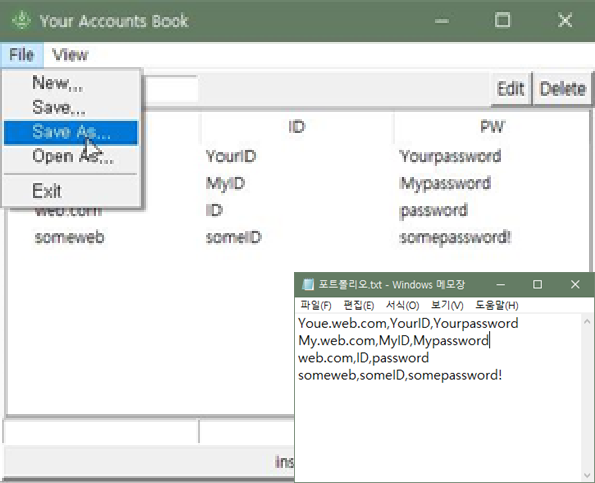 Your Accounts Book
File View
New...
Save...
Save As...
Open As...
Exit
Edit Delete
ID PW
YourID Yourpassword
MyID Mypassword
web.com ID password
someweb someID somepassword!
ins
포트폴리오.txt - Windows 메모장
파일(F) 편집(E) 서식(O) 보기(V) 도움말(H)
Youe.web.com,YourID,Yourpassword
My.web.com,MyID,Mypassword
web.com,ID,password
someweb,someID,somepassword!